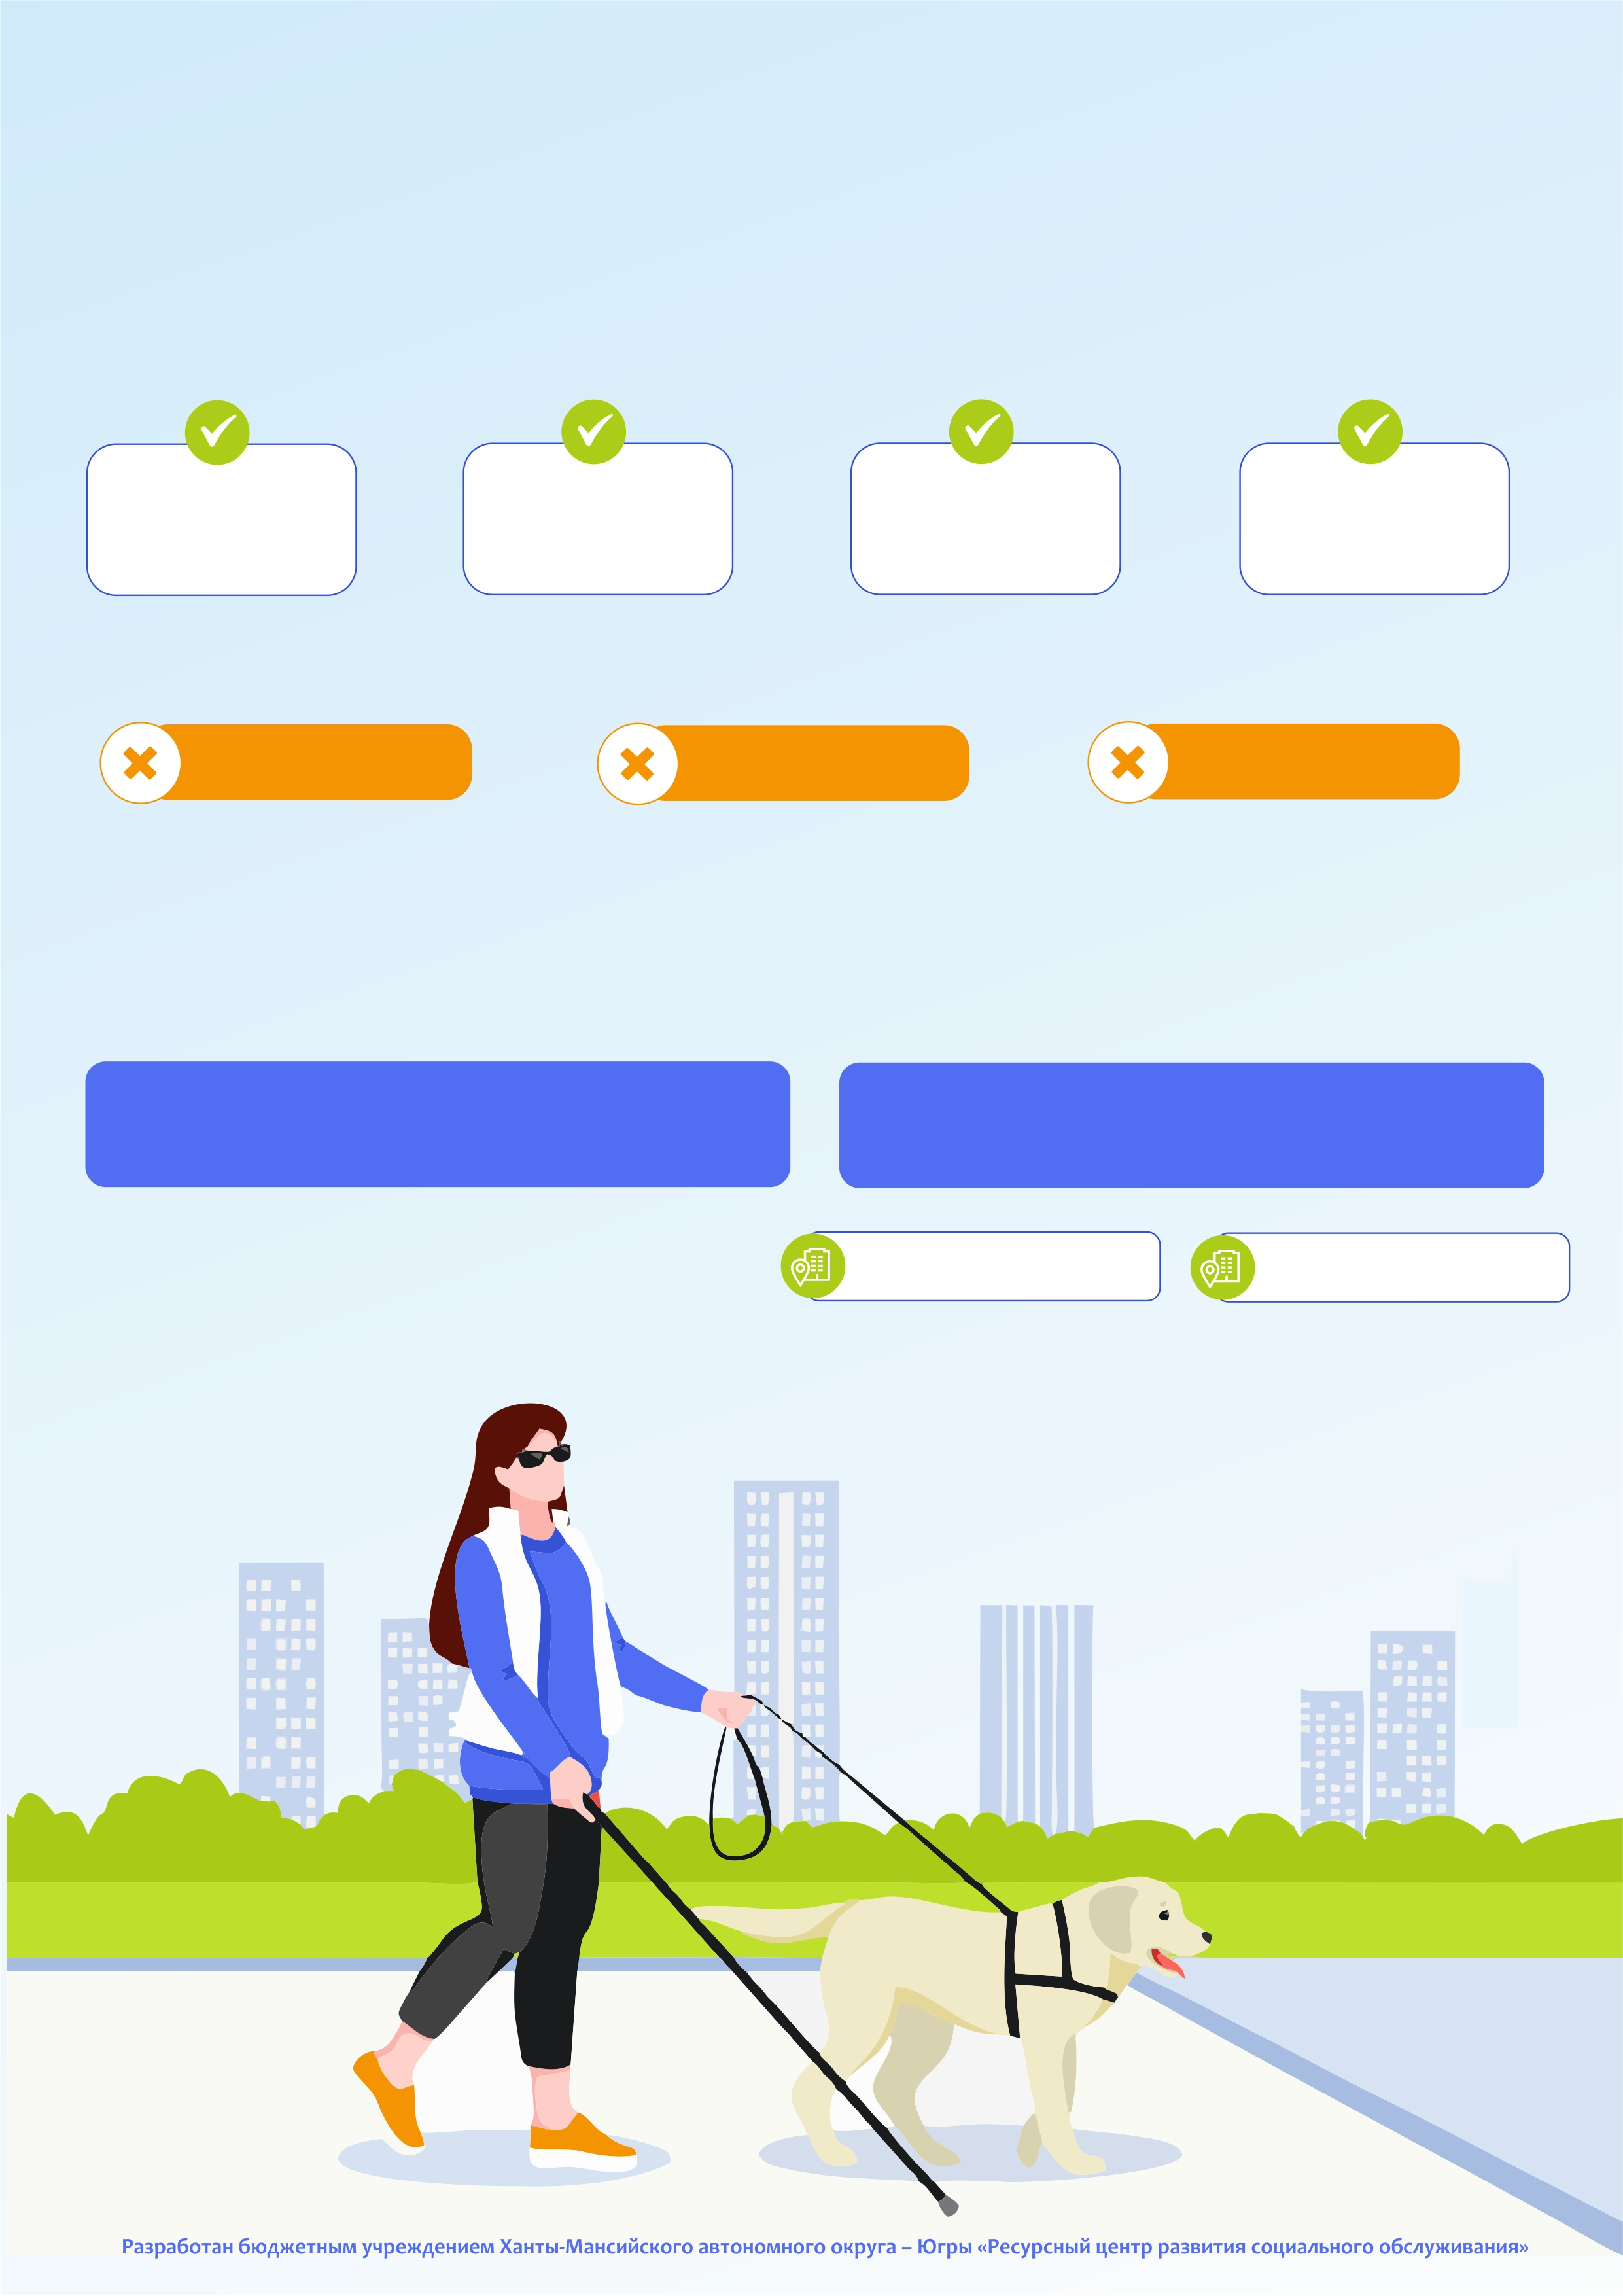 Разработан бюджетным учреждением Ханты-Мансийского автономного округа – Югры «Ресурсный центр развития социального обслуживания»